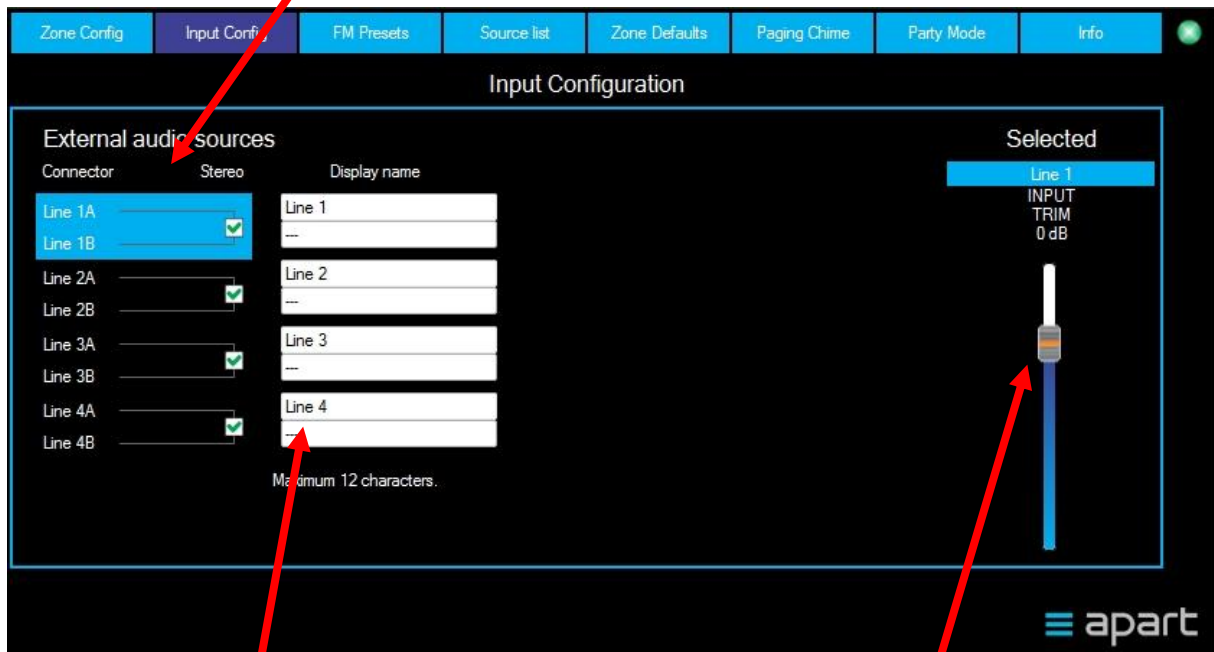 Zone Config Input Config FM Presets Source list Zone Defaults Paging Chime Party Mode Info
Input Configuration
External audio sources
Connector Stereo Display name
Line 1A
Line 1B
Line 1
---
Line 2A
Line 2B
Line 2
---
Line 3A
Line 3B
Line 3
---
Line 4A
Line 4B
Line 4
---
Maximum 12 characters.
Selected
Line 1
INPUT
TRIM
0 dB
apart